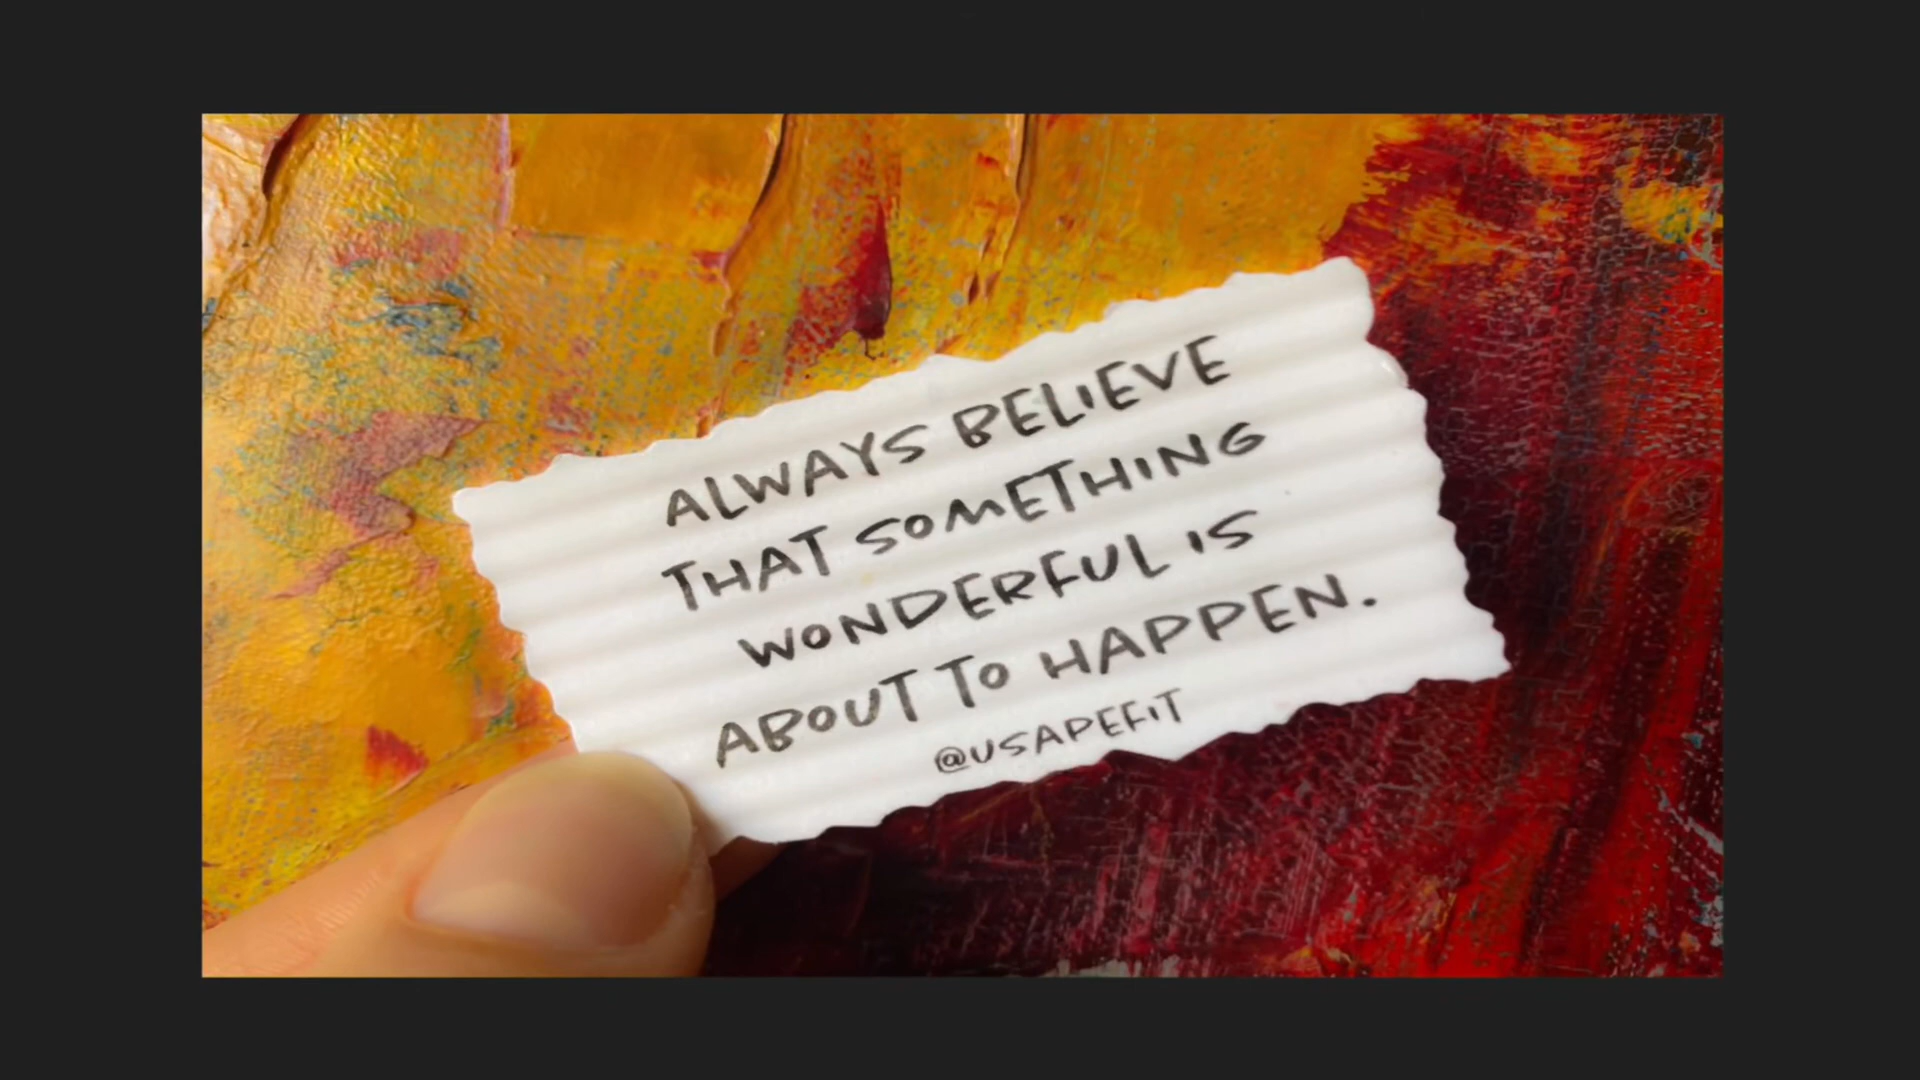 ALWAYS BELIEVE
THAT SOMETHING
WONDERFUL IS
ABOUT TO HAPPEN.
@USAPEFIT